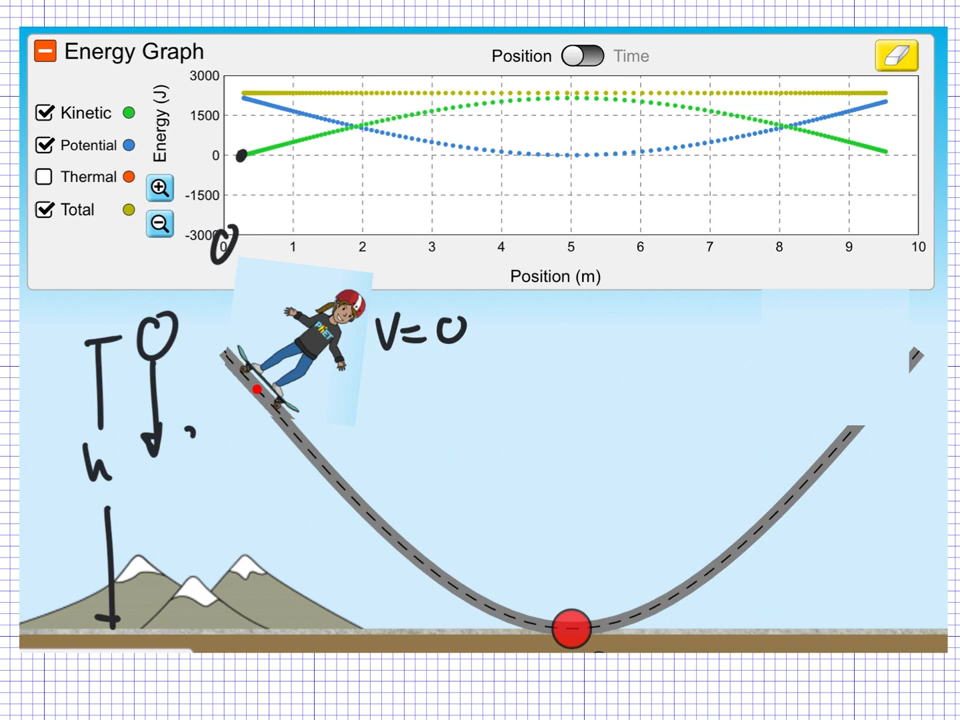 Energy Graph
Position Time
Energy (J)
3000
1500
0
-1500
-3000
Kinetic
Potential
Thermal
Total
0 1 2 3 4 5 6 7 8 9 10
0
Position (m)
PhET
V=0
h